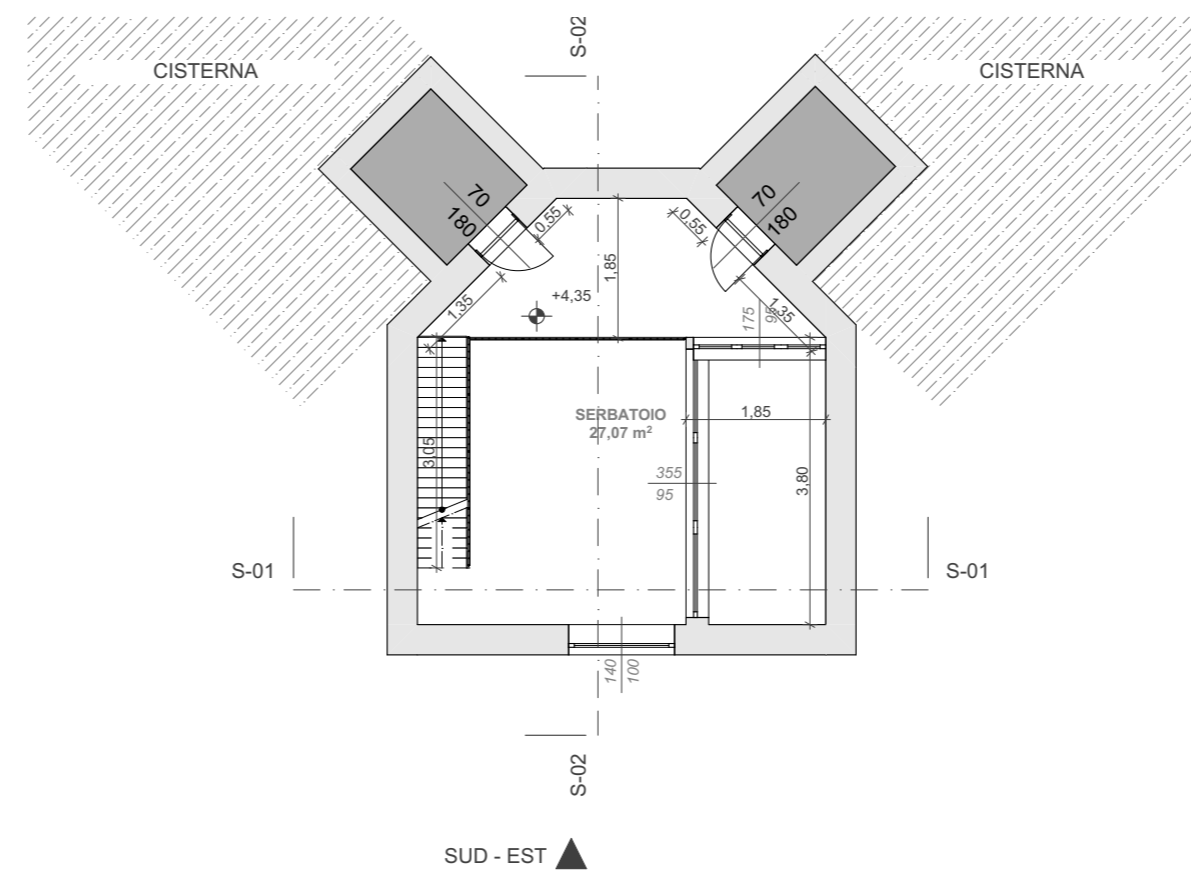 S-02
CISTERNA
CISTERNA
70
180
70
180
0,55
0,55
1,85
+4,35
1,35
1,35
175
95
SERBATOIO
27,07 m²
1,85
3,05
355
95
3,80
S-01
S-01
140
100
S-02
SUD - EST